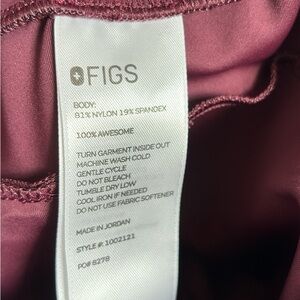 FIGS
BODY:
81% NYLON 19% SPANDEX
100% AWESOME
TURN GARMENT INSIDE OUT
MACHINE WASH COLD
GENTLE CYCLE
DO NOT BLEACH
TUMBLE DRY LOW
COOL IRON IF NEEDED
DO NOT USE FABRIC SOFTENER
MADE IN JORDAN
STYLE #: 1002121
PO# 8278